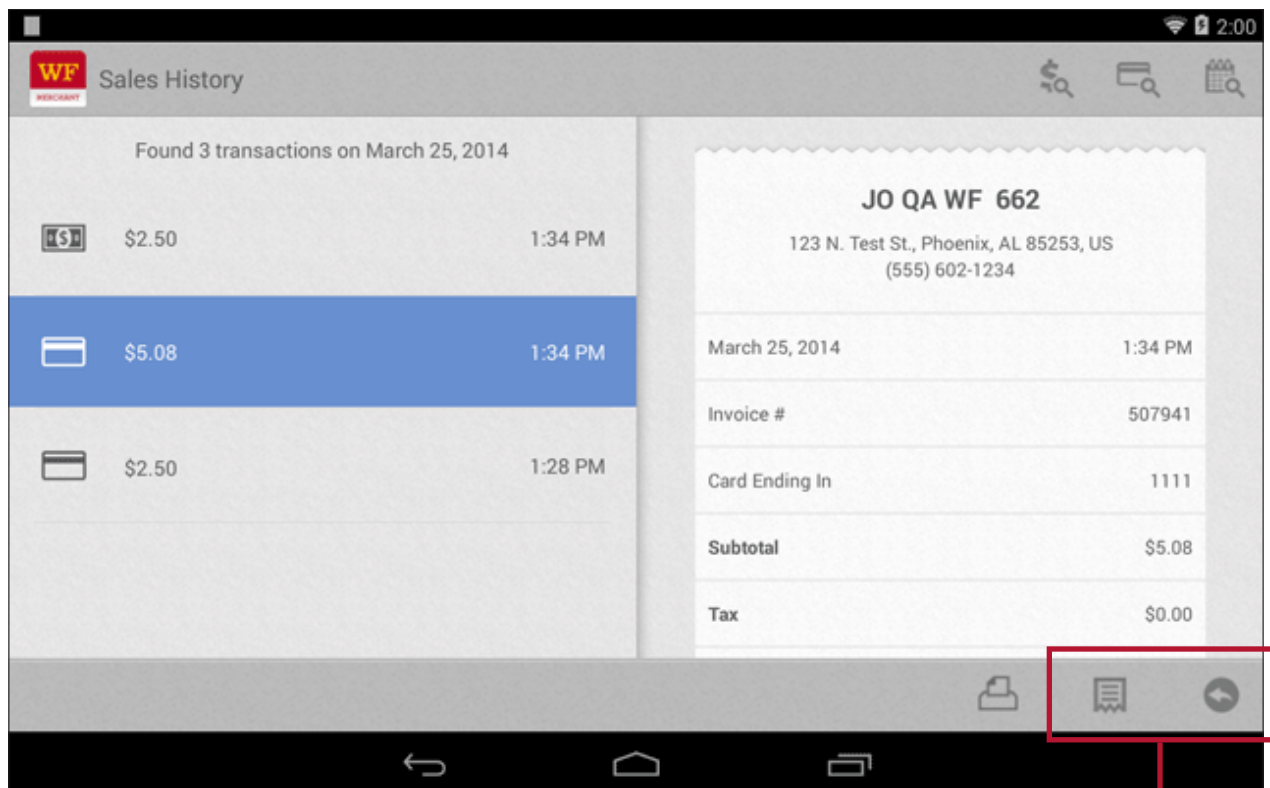 2:00
WF
MERCHANT
Sales History
Found 3 transactions on March 25, 2014
$2.50 1:34 PM
$5.08 1:34 PM
$2.50 1:28 PM
JO QA WF 662
123 N. Test St., Phoenix, AL 85253, US
(555) 602-1234
March 25, 2014 1:34 PM
Invoice # 507941
Card Ending In 1111
Subtotal $5.08
Tax $0.00